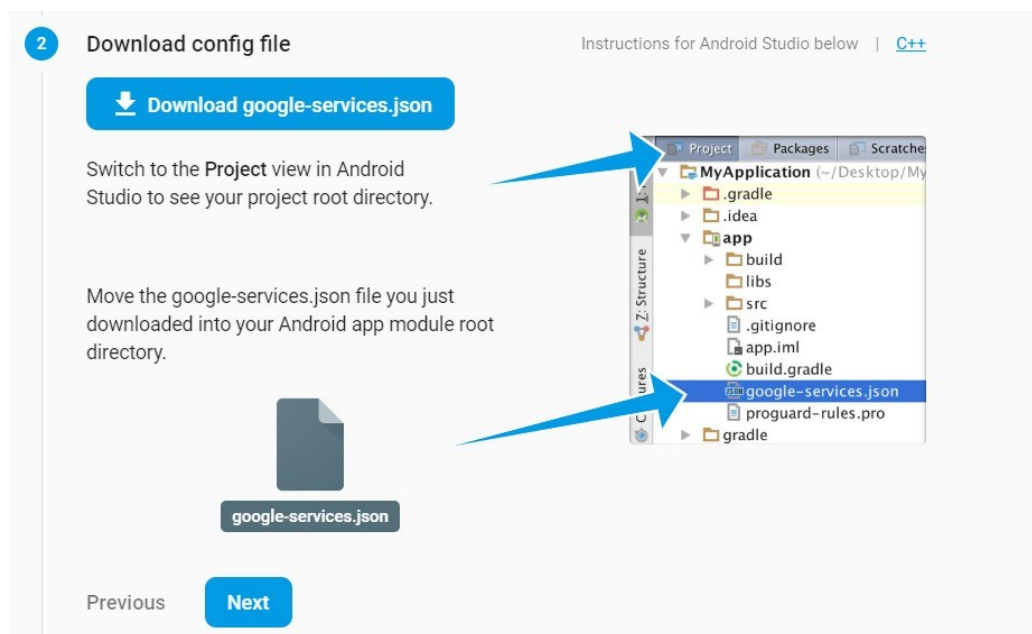 2
Download config file
Instructions for Android Studio below | C++
Download google-services.json
Switch to the Project view in Android
Studio to see your project root directory.
Move the google-services.json file you just
downloaded into your Android app module root
directory.
google-services.json
Project Packages Scratche
MyApplication (~/Desktop/My
.gradle
.idea
app
build
libs
src
.gitignore
app.iml
build.gradle
google-services.json
proguard-rules.pro
gradle
1:
Z: Structure
Previous
Next